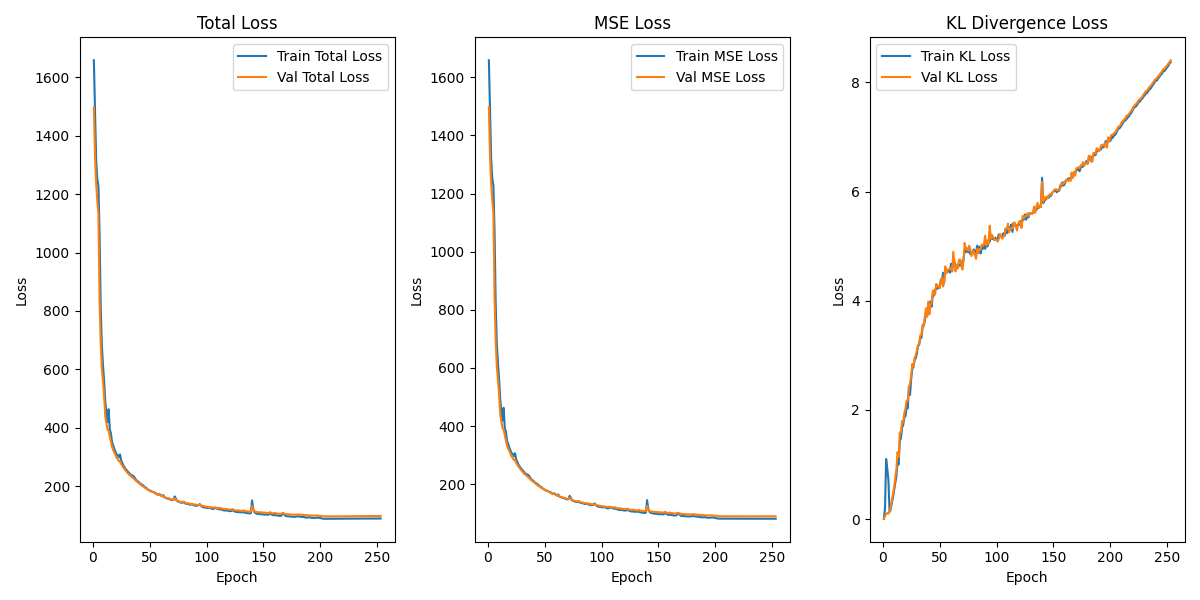 Total Loss
Train Total Loss
Val Total Loss
Loss
1600
1400
1200
1000
800
600
400
200
0 50 100 150 200 250
Epoch
MSE Loss
Train MSE Loss
Val MSE Loss
Loss
1600
1400
1200
1000
800
600
400
200
0 50 100 150 200 250
Epoch
KL Divergence Loss
Train KL Loss
Val KL Loss
Loss
8
6
4
2
0
0 50 100 150 200 250
Epoch